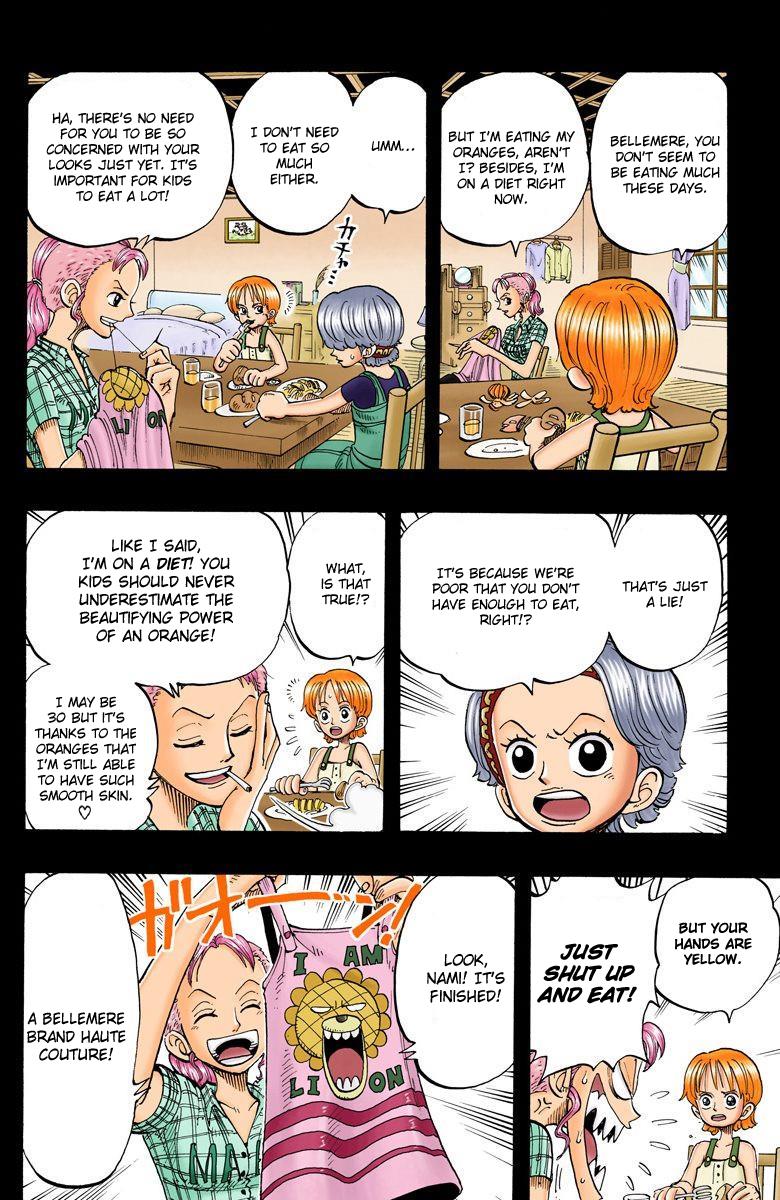 BELLEMERE, YOU
DON'T SEEM TO
BE EATING MUCH
THESE DAYS.
BUT I'M EATING MY
ORANGES, AREN'T
I? BESIDES, I'M
ON A DIET RIGHT
NOW.
UMM...
I DON'T NEED
TO EAT SO
MUCH
EITHER.
カチャ…
HA, THERE'S NO NEED
FOR YOU TO BE SO
CONCERNED WITH YOUR
LOOKS JUST YET. IT'S
IMPORTANT FOR KIDS
TO EAT A LOT!
MA
LI ON
THAT'S JUST
A LIE!
IT'S BECAUSE WE'RE
POOR THAT YOU DON'T
HAVE ENOUGH TO EAT,
RIGHT!?
WHAT,
IS THAT
TRUE!?
LIKE I SAID,
I'M ON A DIET! YOU
KIDS SHOULD NEVER
UNDERESTIMATE THE
BEAUTIFYING POWER
OF AN ORANGE!
I MAY BE
30 BUT IT'S
THANKS TO THE
ORANGES THAT
I'M STILL ABLE
TO HAVE SUCH
SMOOTH SKIN.
♡
BUT YOUR
HANDS ARE
YELLOW.
JUST
SHUT UP
AND EAT!
ガオーーッン!
LOOK,
NAMI! IT'S
FINISHED!
I AM
LI ON
A BELLEMERE
BRAND HAUTE
COUTURE!
MA